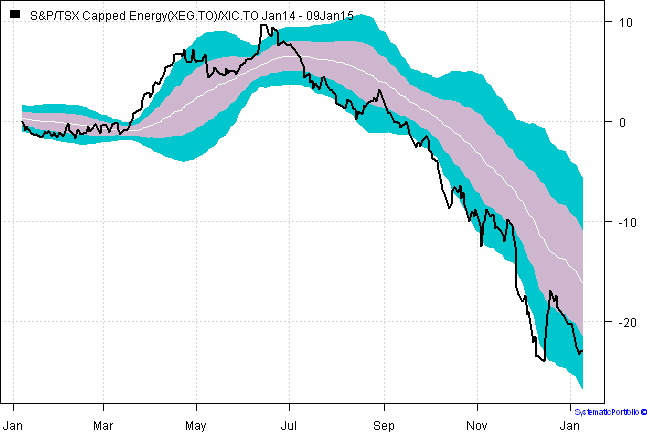 S&P/TSX Capped Energy(XEG.TO)/XIC.TO Jan14 - 09Jan15
10
0
-10
-20
Jan Mar May Jul Sep Nov Jan
SystematicPortfolio ©